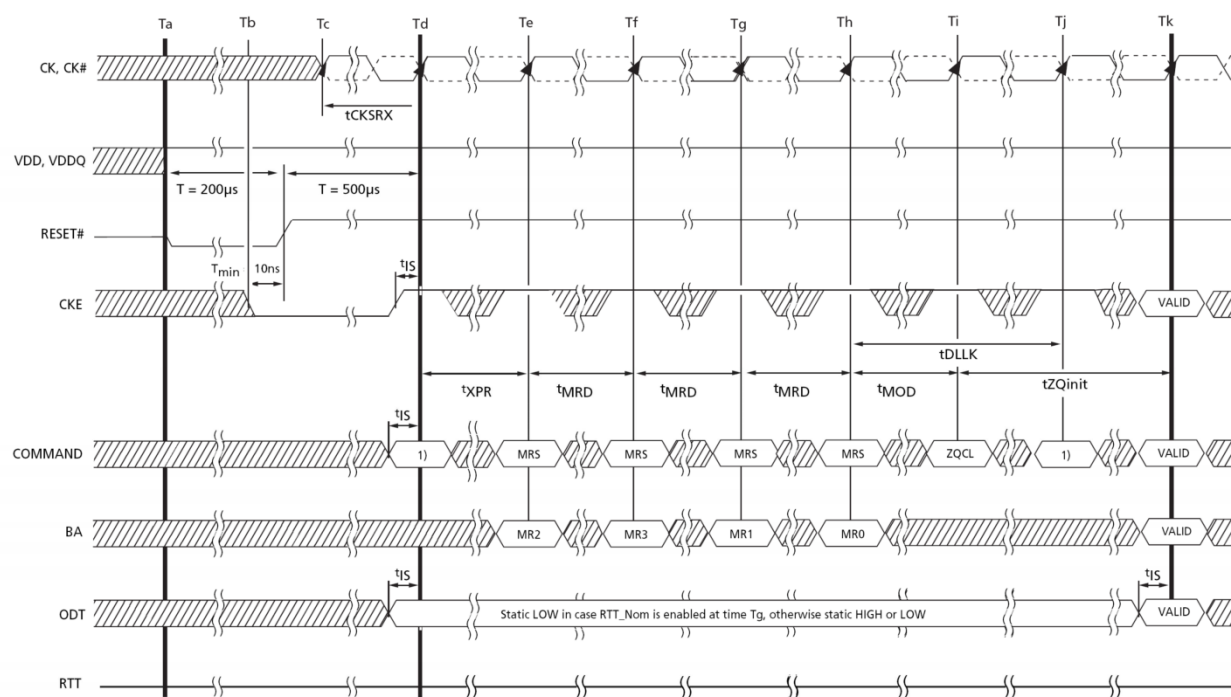 Ta Tb Tc Td Te Tf Tg Th Ti Tj Tk
CK, CK#
tCKSRX
VDD, VDDQ
T = 200µs T = 500µs
RESET#
Tmin 10ns tIS
CKE VALID
tDLLK
tXPR tMRD tMRD tMRD tMOD tZQinit
tIS
COMMAND 1) MRS MRS MRS MRS ZQCL 1) VALID
BA MR2 MR3 MR1 MR0 VALID
tIS tIS
ODT Static LOW in case RTT_Nom is enabled at time Tg, otherwise static HIGH or LOW VALID
RTT